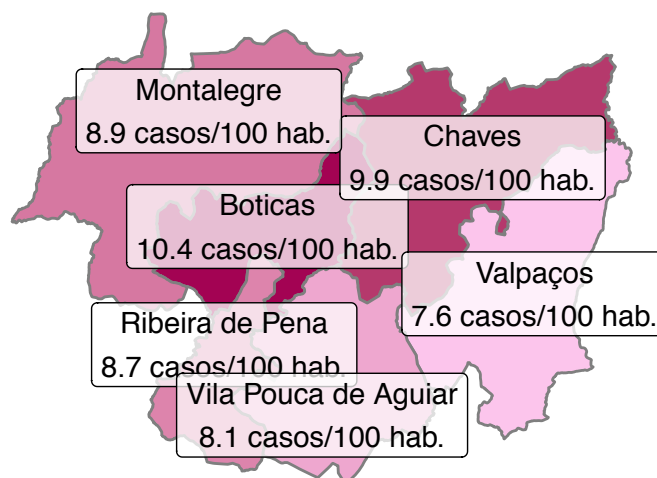 Montalegre
8.9 casos/100 hab.
Chaves
9.9 casos/100 hab.
Boticas
10.4 casos/100 hab.
Valpaços
7.6 casos/100 hab.
Ribeira de Pena
8.7 casos/100 hab.
Vila Pouca de Aguiar
8.1 casos/100 hab.